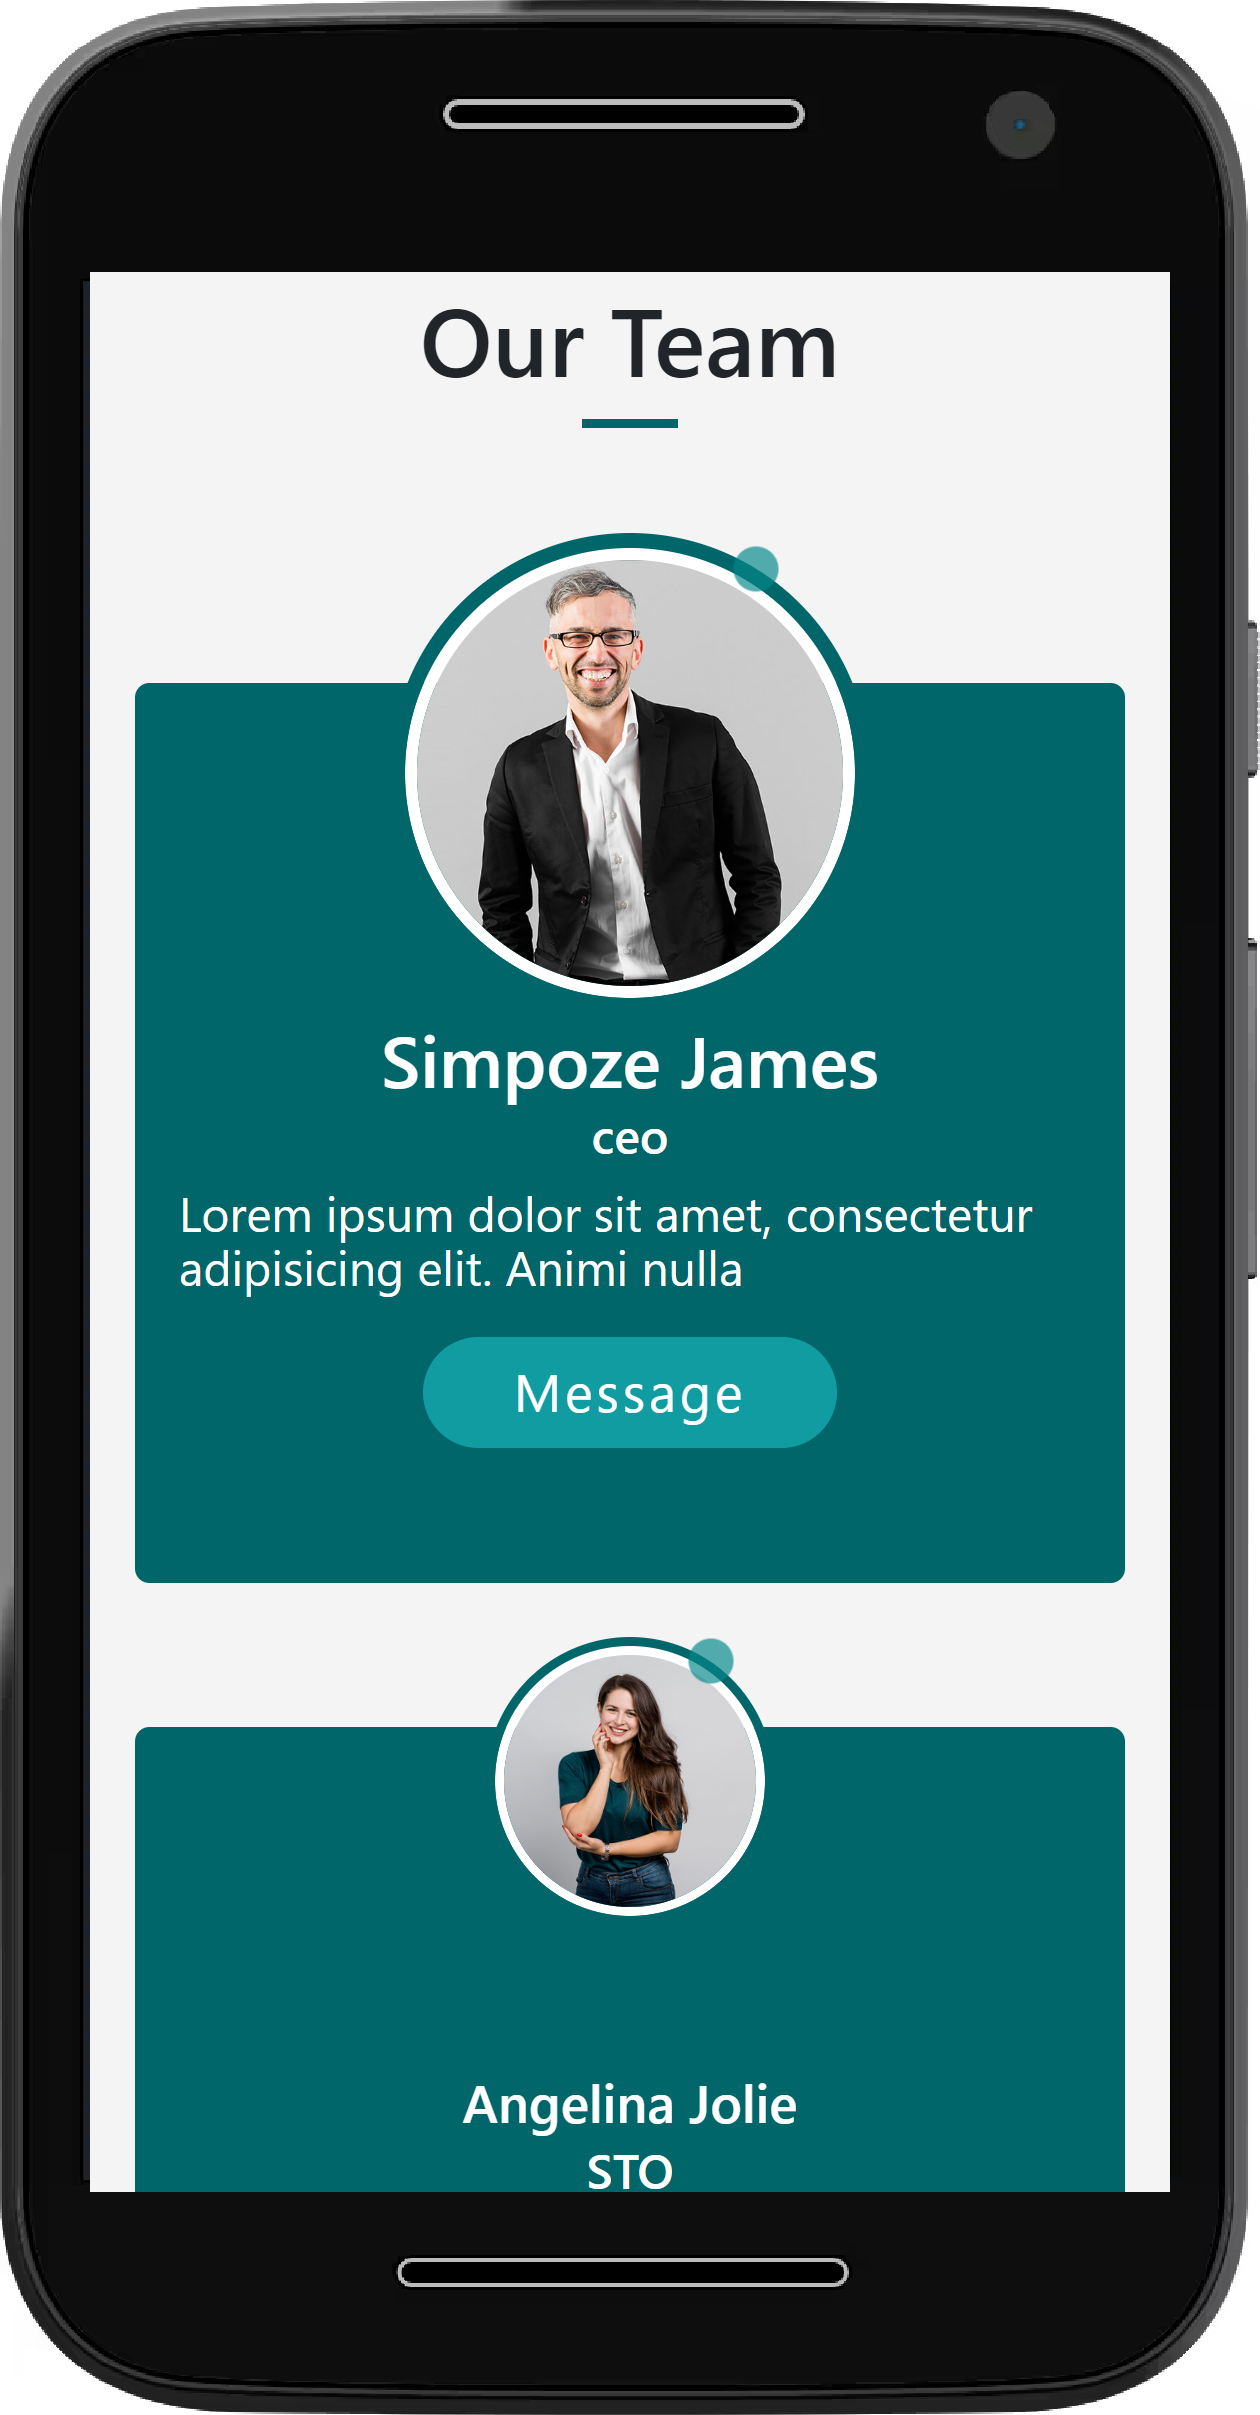 Our Team
Simpoze James
ceo
Lorem ipsum dolor sit amet, consectetur
adipisicing elit. Animi nulla
Message
Angelina Jolie
STO